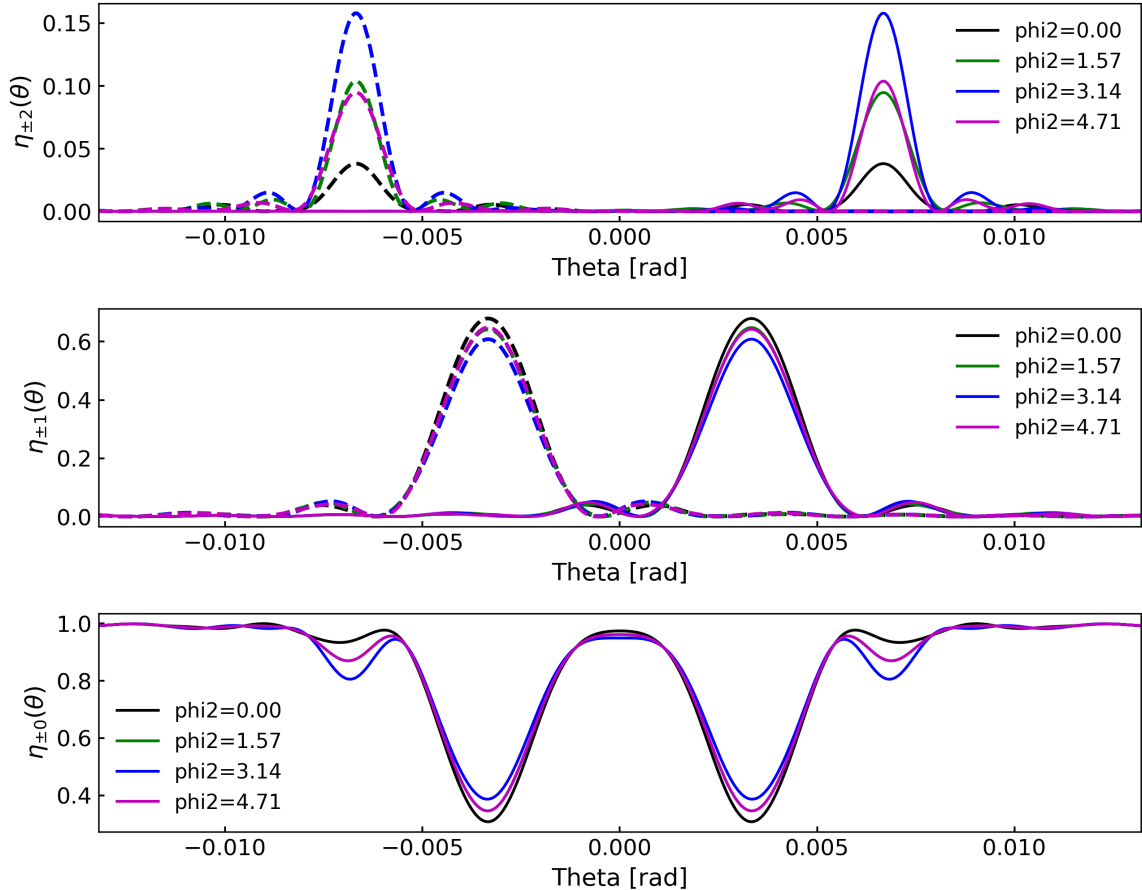 η±2(θ)
0.15
0.10
0.05
0.00
phi2=0.00
phi2=1.57
phi2=3.14
phi2=4.71
−0.010 −0.005 0.000 0.005 0.010
Theta [rad]
η±1(θ)
0.6
0.4
0.2
0.0
phi2=0.00
phi2=1.57
phi2=3.14
phi2=4.71
−0.010 −0.005 0.000 0.005 0.010
Theta [rad]
η±0(θ)
1.0
0.8
0.6
0.4
phi2=0.00
phi2=1.57
phi2=3.14
phi2=4.71
−0.010 −0.005 0.000 0.005 0.010
Theta [rad]